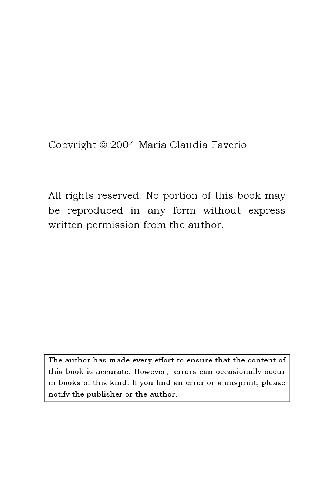 Copyright © 2004 Maria Claudia Faverio
All rights reserved. No portion of this book may
be reproduced in any form without express
written permission from the author.
The author has made every effort to ensure that the content of
this book is accurate. However, errors can occasionally occur
in books of this kind. If you find an error or a misprint, please
notify the publisher or the author.